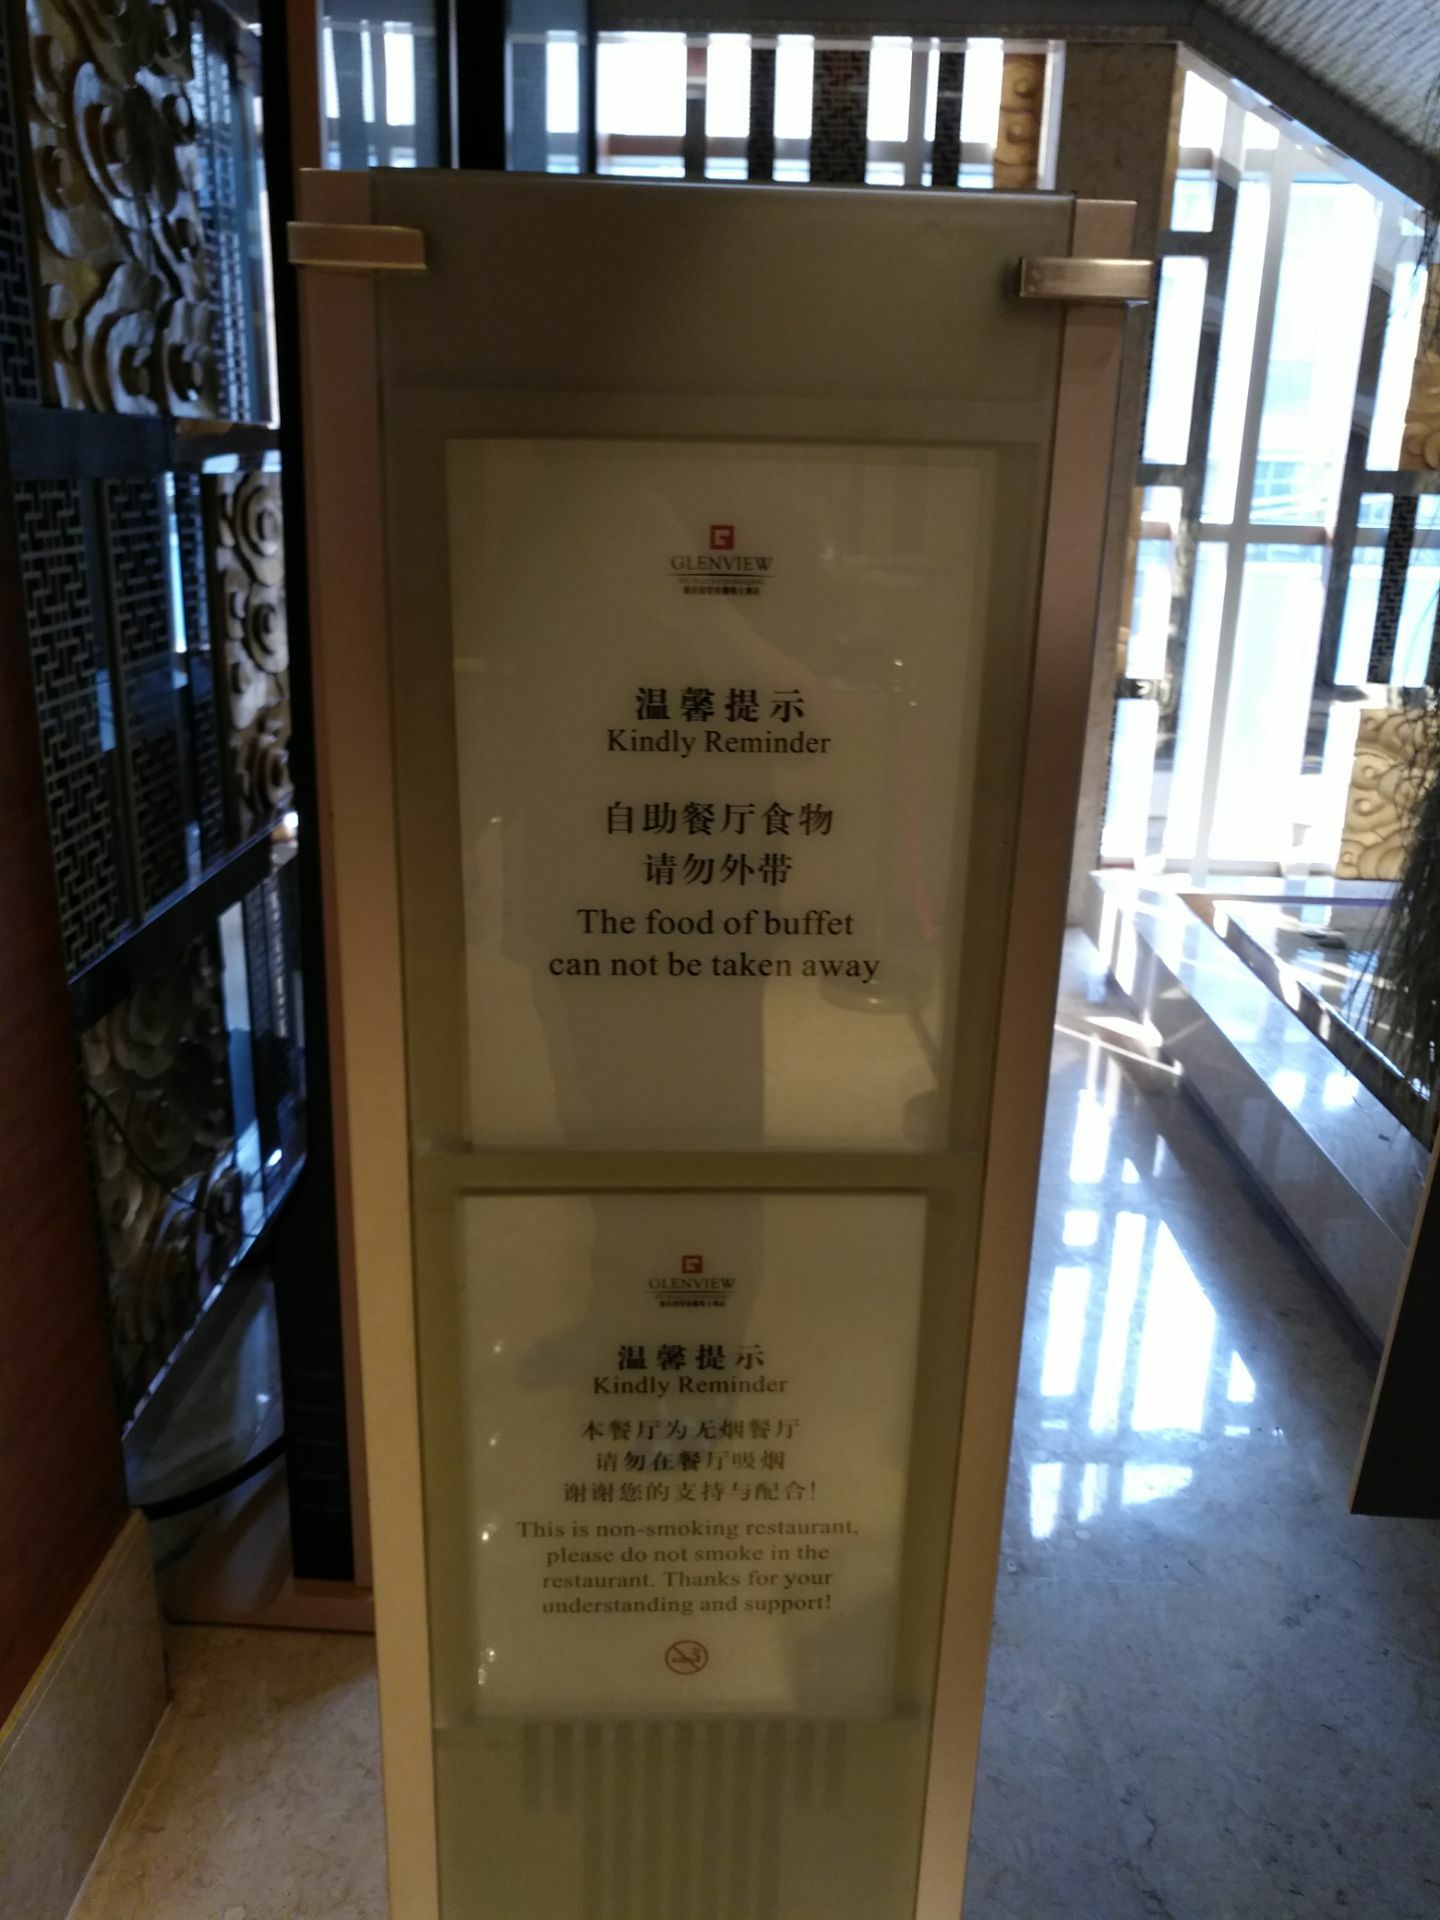 GLENVIEW
温馨提示
Kindly Reminder
自助餐厅食物
请勿外带
The food of buffet
can not be taken away
GLENVIEW
温馨提示
Kindly Reminder
本餐厅为无烟餐厅
请勿在餐厅吸烟
谢谢您的支持与配合!
This is non-smoking restaurant,
please do not smoke in the
restaurant. Thanks for your
understanding and support!